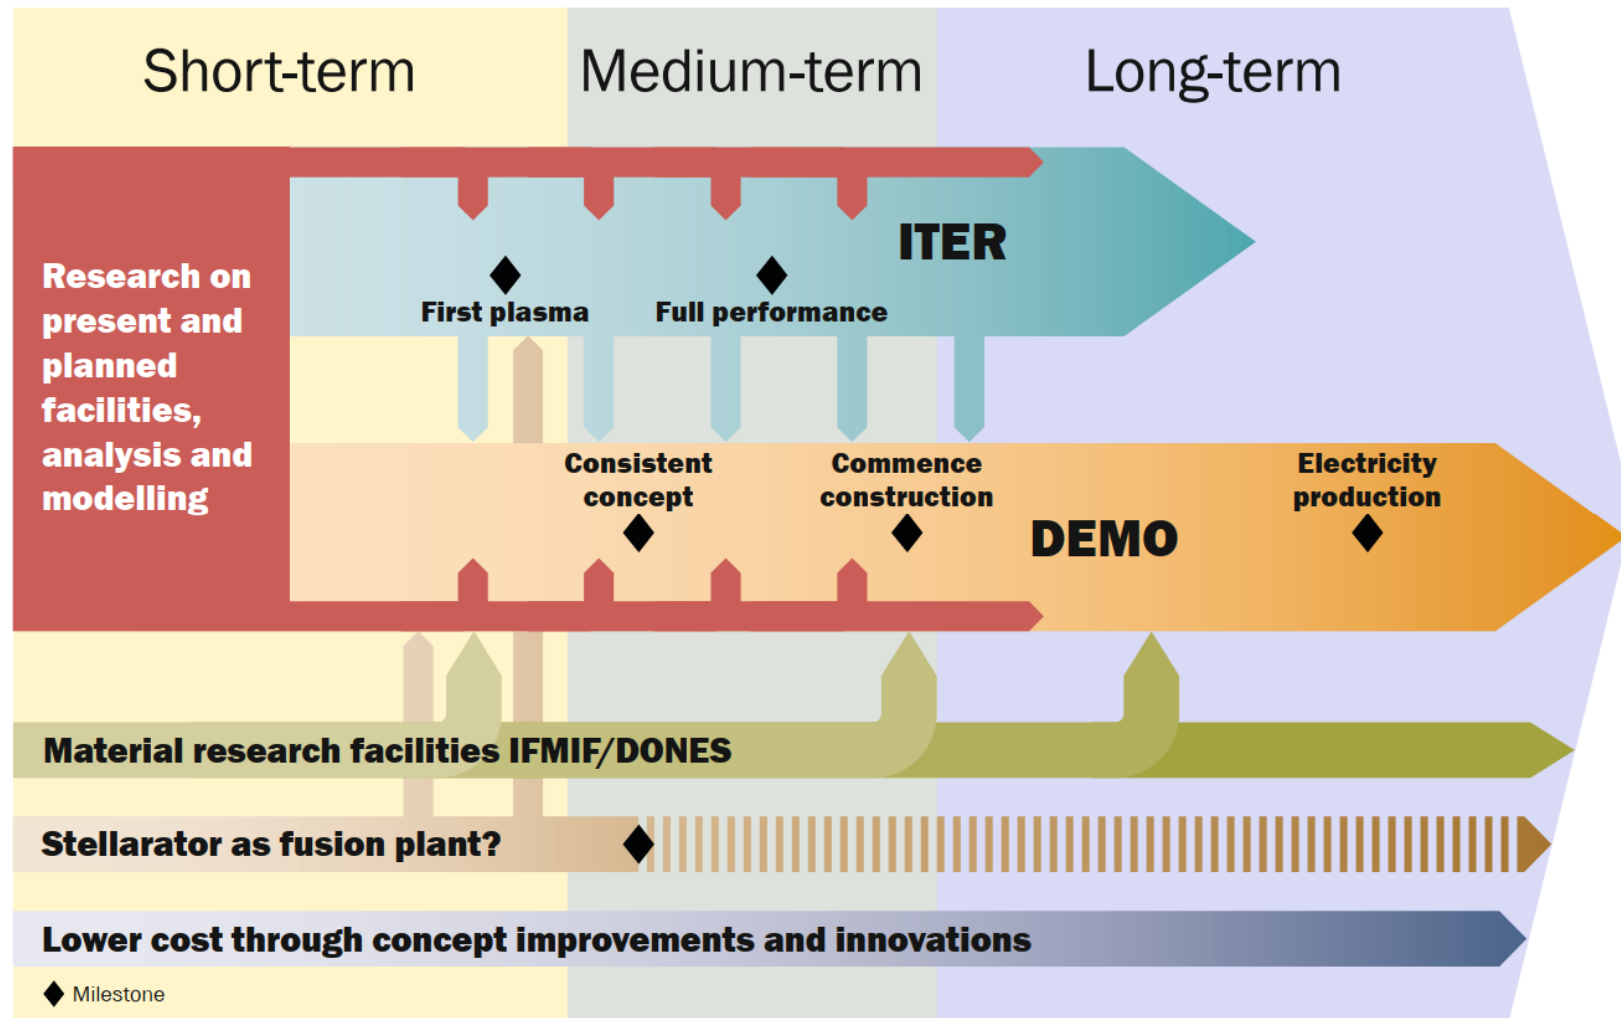 Short-term
Medium-term
Long-term
Research on
present and
planned
facilities,
analysis and
modelling
ITER
First plasma
Full performance
Consistent
concept
Commence
construction
Electricity
production
DEMO
Material research facilities IFMIF/DONES
Stellarator as fusion plant?
Lower cost through concept improvements and innovations
Milestone